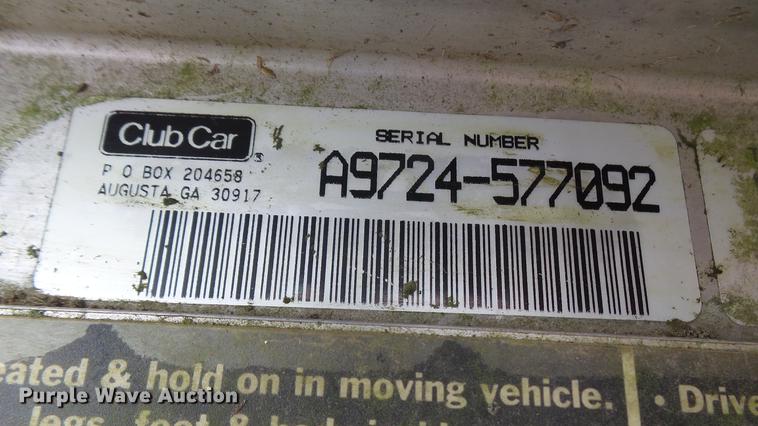 Club Car ®
SERIAL NUMBER
P O BOX 204658
AUGUSTA GA 30917
A9724-577092
eated & hold on in moving vehicle.
• Drive
Purple Wave Auction